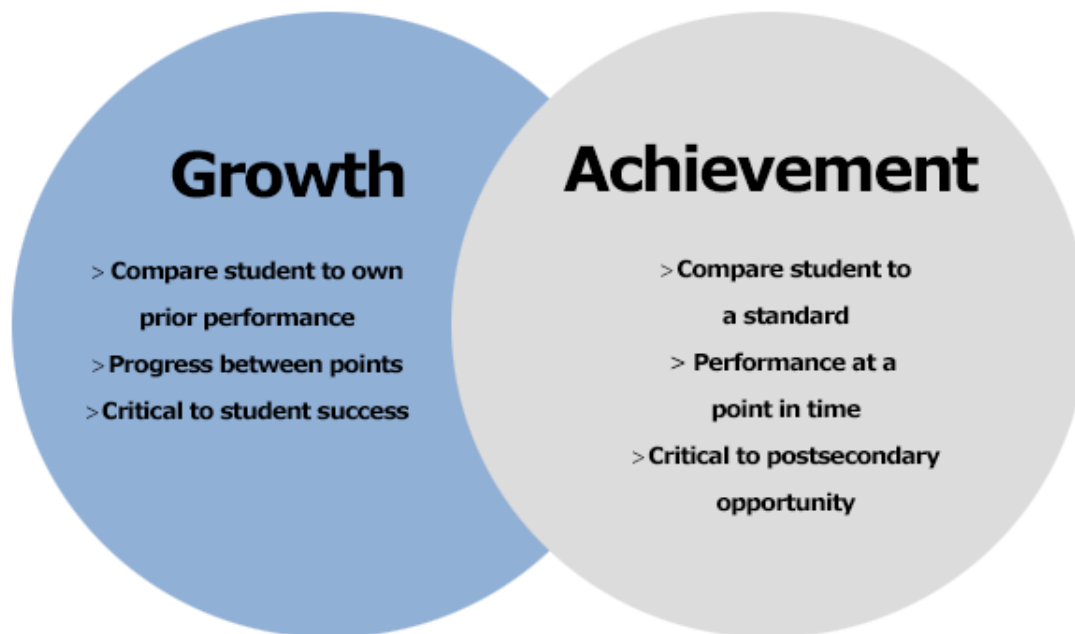 Growth
> Compare student to own
prior performance
> Progress between points
> Critical to student success
Achievement
> Compare student to
a standard
> Performance at a
point in time
> Critical to postsecondary
opportunity